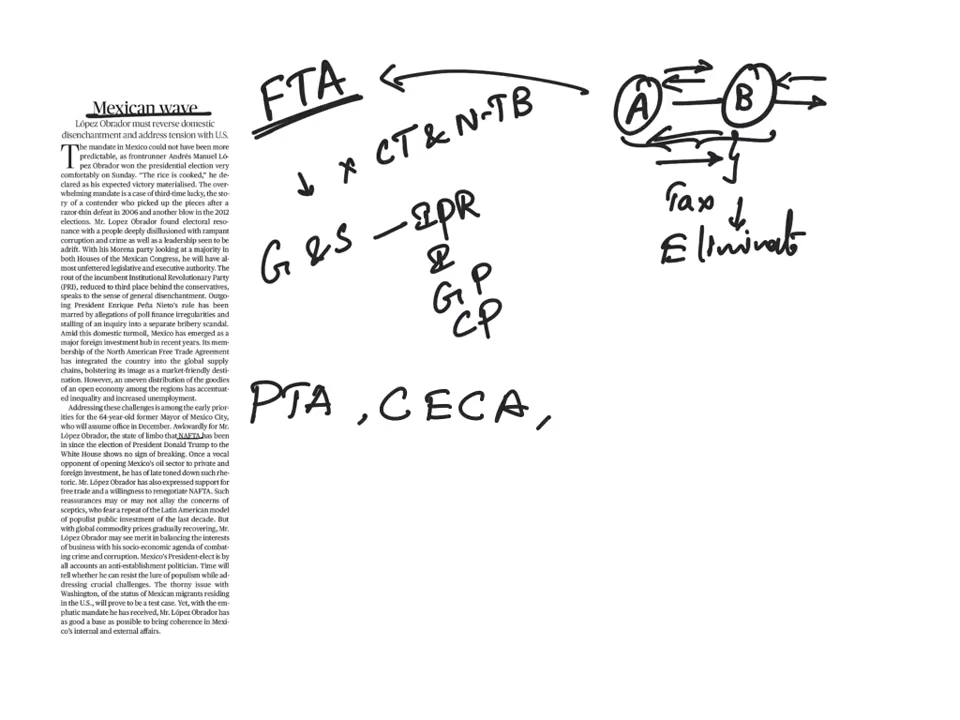 Mexican wave
López Obrador must reverse domestic
disenchantment and address tension with U.S.
The mandate in Mexico could not have been more
predictable, as frontrunner Andrés Manuel Ló-
pez Obrador won the presidential election very
comfortably on Sunday. "The rice is cooked," he de-
clared as his expected victory materialised. The over-
whelming mandate is a case of third-time lucky, the sto-
ry of a contender who picked up the pieces after a
razor-thin defeat in 2006 and another blow in the 2012
elections. Mr. Lopez Obrador found electoral reso-
nance with a people deeply disillusioned with rampant
corruption and crime as well as a leadership seen to be
adrift. With his Morena party looking at a majority in
both Houses of the Mexican Congress, he will have al-
most unfettered legislative and executive authority. The
rout of the incumbent Institutional Revolutionary Party
(PRI), reduced to third place behind the conservatives,
speaks to the sense of general disenchantment. Outgo-
ing President Enrique Peña Nieto's rule has been
marred by allegations of poll finance irregularities and
stalling of an inquiry into a separate bribery scandal.
Amid this domestic turmoil, Mexico has emerged as a
major foreign investment hub in recent years. Its mem-
bership of the North American Free Trade Agreement
has integrated the country into the global supply
chains, bolstering its image as a market-friendly desti-
nation. However, an uneven distribution of the goodies
of an open economy among the regions has accentuat-
ed inequality and increased unemployment.
Addressing these challenges is among the early prior-
ities for the 64-year-old former Mayor of Mexico City,
who will assume office in December. Awkwardly for Mr.
López Obrador, the state of limbo that NAFTA has been
in since the election of President Donald Trump to the
White House shows no sign of breaking. Once a vocal
opponent of opening Mexico's oil sector to private and
foreign investment, he has of late toned down such rhe-
toric. Mr. López Obrador has also expressed support for
free trade and a willingness to renegotiate NAFTA. Such
reassurances may or may not allay the concerns of
sceptics, who fear a repeat of the Latin American model
of populist public investment of the last decade. But
with global commodity prices gradually recovering, Mr.
López Obrador may see merit in balancing the interests
of business with his socio-economic agenda of combat-
ing crime and corruption. Mexico's President-elect is by
all accounts an anti-establishment politician. Time will
tell whether he can resist the lure of populism while ad-
dressing crucial challenges. The thorny issue with
Washington, of the status of Mexican migrants residing
in the U.S., will prove to be a test case. Yet, with the em-
phatic mandate he has received, Mr. López Obrador has
as good a base as possible to bring coherence in Mexi-
co's internal and external affairs.
FTA
x CT & N-TB
G & S — IPR
I
GP
CP
PTA, CECA,
A B
Tax
Eliminate